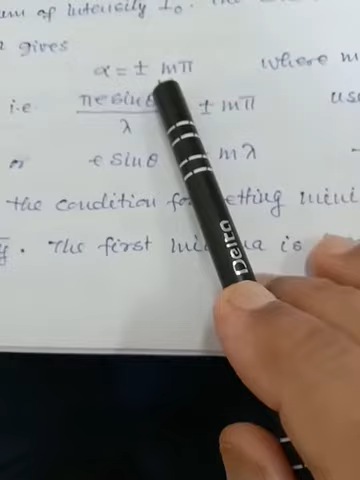 um of intensity I₀. The
gives
α = ± mπ where m
i.e πe sinθ / λ ± mπ
or e sinθ mλ
the condition for etting mini
y. The first mi a is
Delta